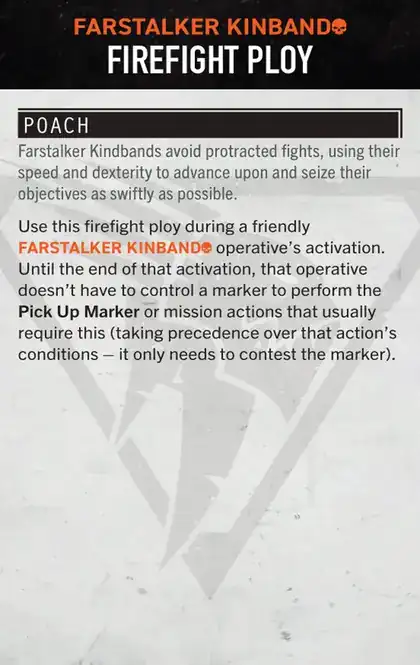 FARSTALKER KINBAND
FIREFIGHT PLOY
POACH
Farstalker Kindbands avoid protracted fights, using their
speed and dexterity to advance upon and seize their
objectives as swiftly as possible.
Use this firefight ploy during a friendly
FARSTALKER KINBAND operative’s activation.
Until the end of that activation, that operative
doesn’t have to control a marker to perform the
Pick Up Marker or mission actions that usually
require this (taking precedence over that action’s
conditions – it only needs to contest the marker).